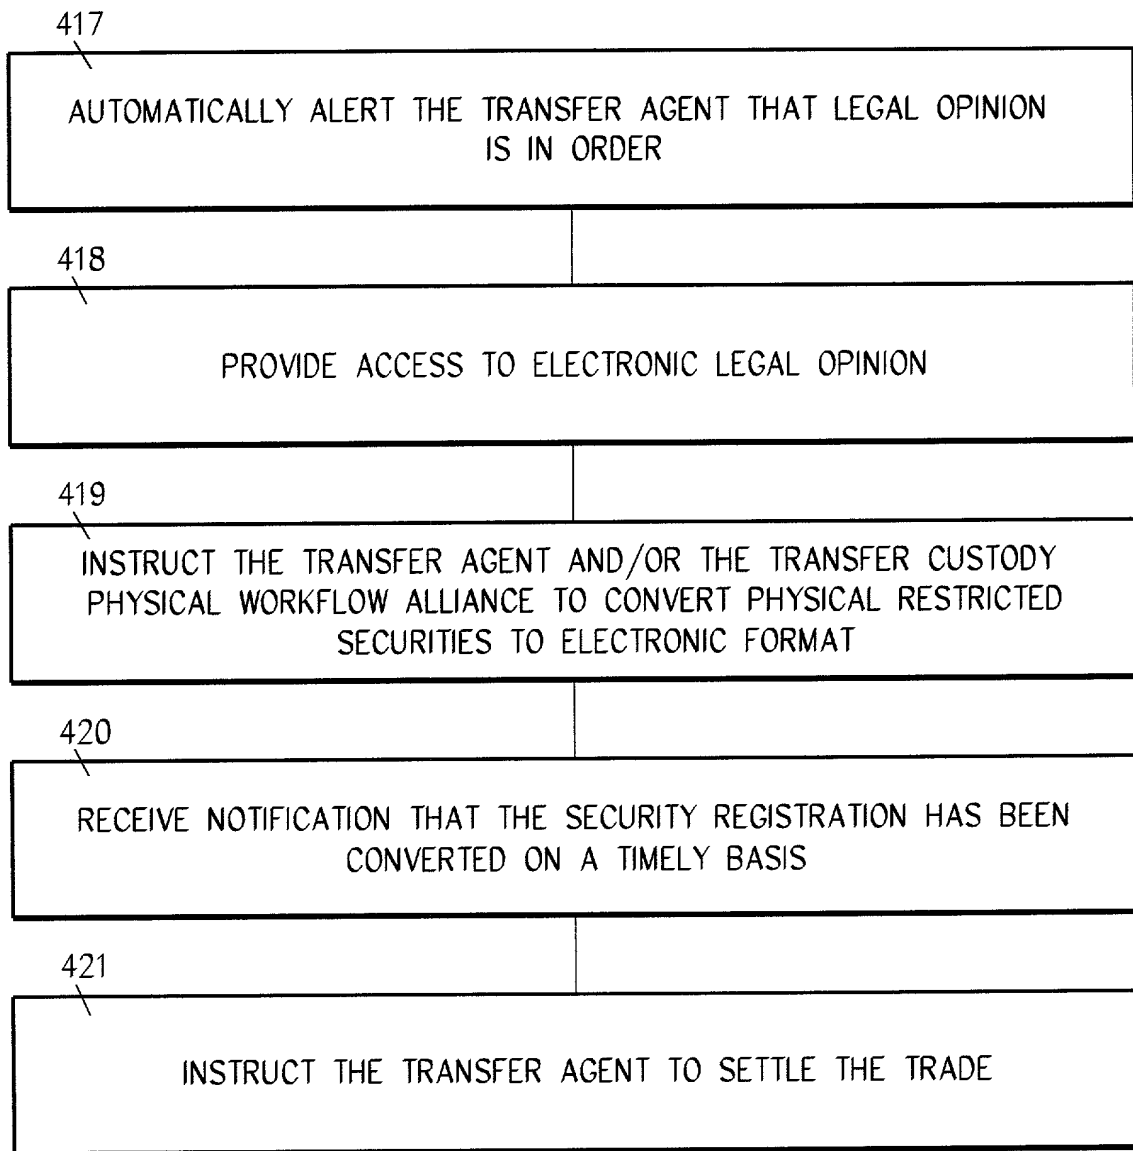 417
AUTOMATICALLY ALERT THE TRANSFER AGENT THAT LEGAL OPINION
IS IN ORDER
418
PROVIDE ACCESS TO ELECTRONIC LEGAL OPINION
419
INSTRUCT THE TRANSFER AGENT AND/OR THE TRANSFER CUSTODY
PHYSICAL WORKFLOW ALLIANCE TO CONVERT PHYSICAL RESTRICTED
SECURITIES TO ELECTRONIC FORMAT
420
RECEIVE NOTIFICATION THAT THE SECURITY REGISTRATION HAS BEEN
CONVERTED ON A TIMELY BASIS
421
INSTRUCT THE TRANSFER AGENT TO SETTLE THE TRADE